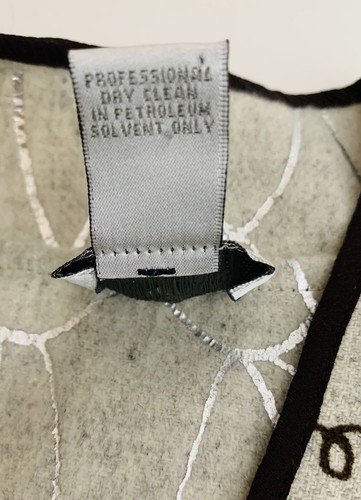 PROFESSIONAL
DRY CLEAN
IN PETROLEUM
SOLVENT ONLY